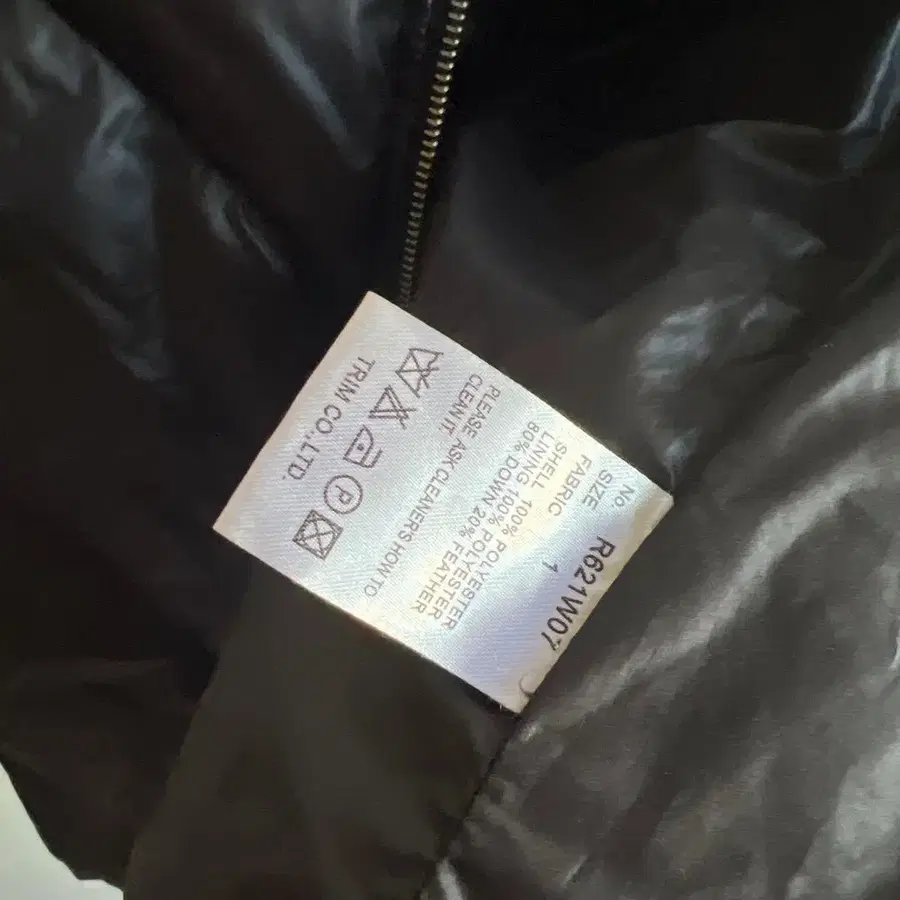 No. R621W07
SIZE 1
FABRIC
SHELL 100% POLYESTER
LINING 100% POLYESTER
80% DOWN 20% FEATHER
PLEASE ASK CLEANERS HOW TO
CLEAN IT
P
TRIM CO.,LTD.